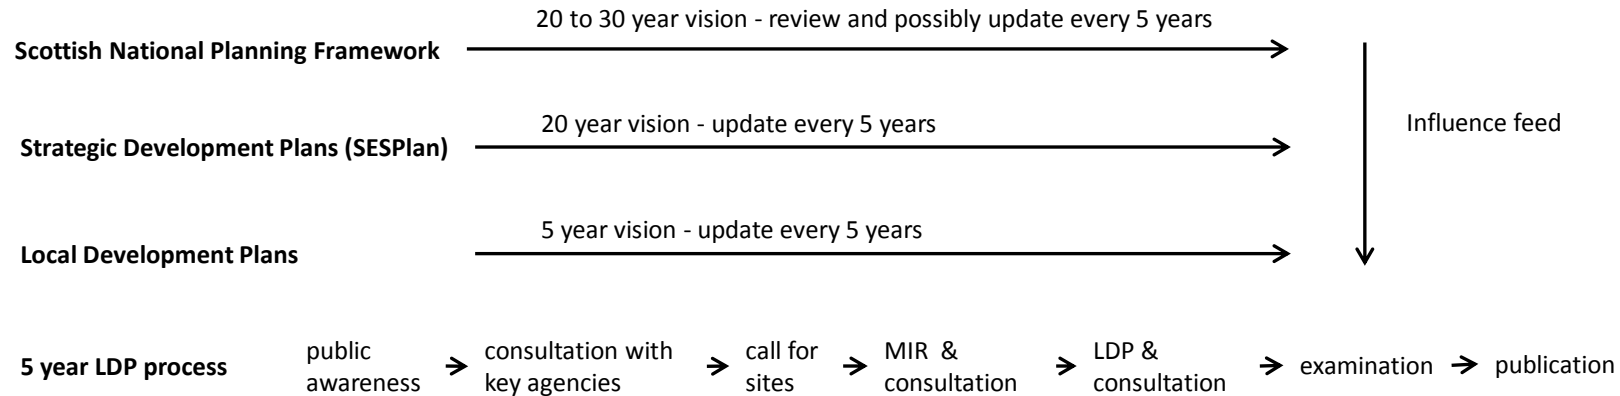 20 to 30 year vision - review and possibly update every 5 years
Scottish National Planning Framework
20 year vision - update every 5 years
Influence feed
Strategic Development Plans (SESPlan)
5 year vision - update every 5 years
Local Development Plans
5 year LDP process
public
awareness
consultation with
key agencies
call for
sites
MIR &
consultation
LDP &
consultation
examination
publication